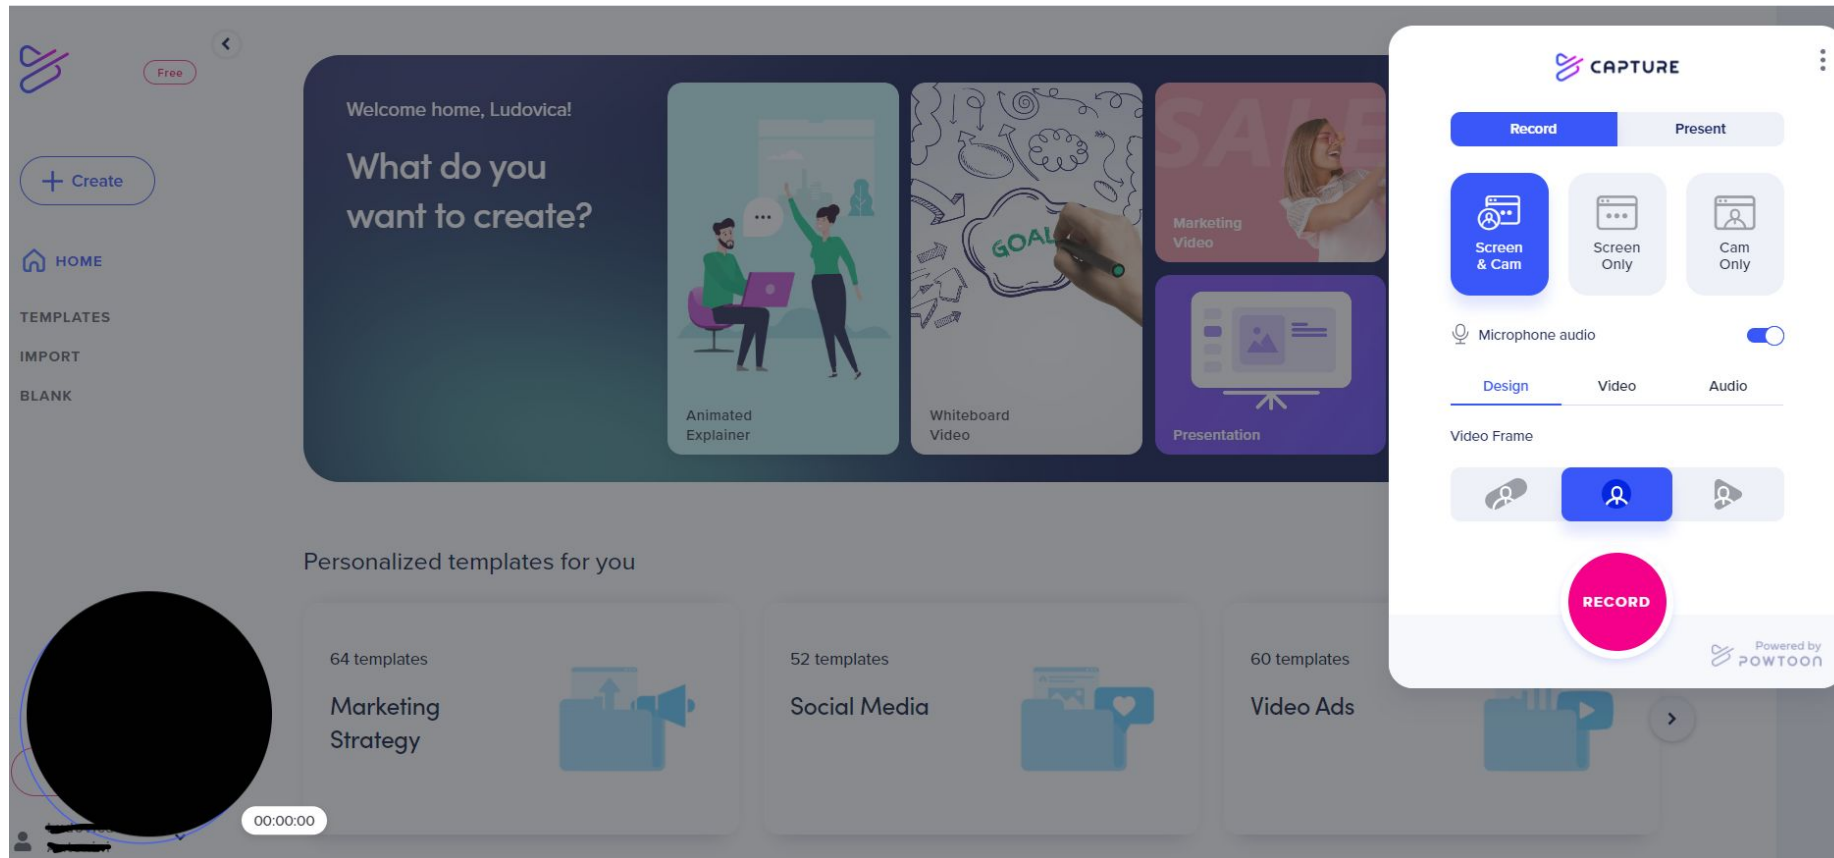 Free
+ Create
HOME
TEMPLATES
IMPORT
BLANK
Welcome home, Ludovica!
What do you
want to create?
Animated
Explainer
GOAL
Whiteboard
Video
SALE
Marketing
Video
Presentation
Personalized templates for you
64 templates
Marketing
Strategy
52 templates
Social Media
60 templates
Video Ads
00:00:00
CAPTURE
Record
Present
Screen
& Cam
Screen
Only
Cam
Only
Microphone audio
Design
Video
Audio
Video Frame
RECORD
Powered by
POWTOON